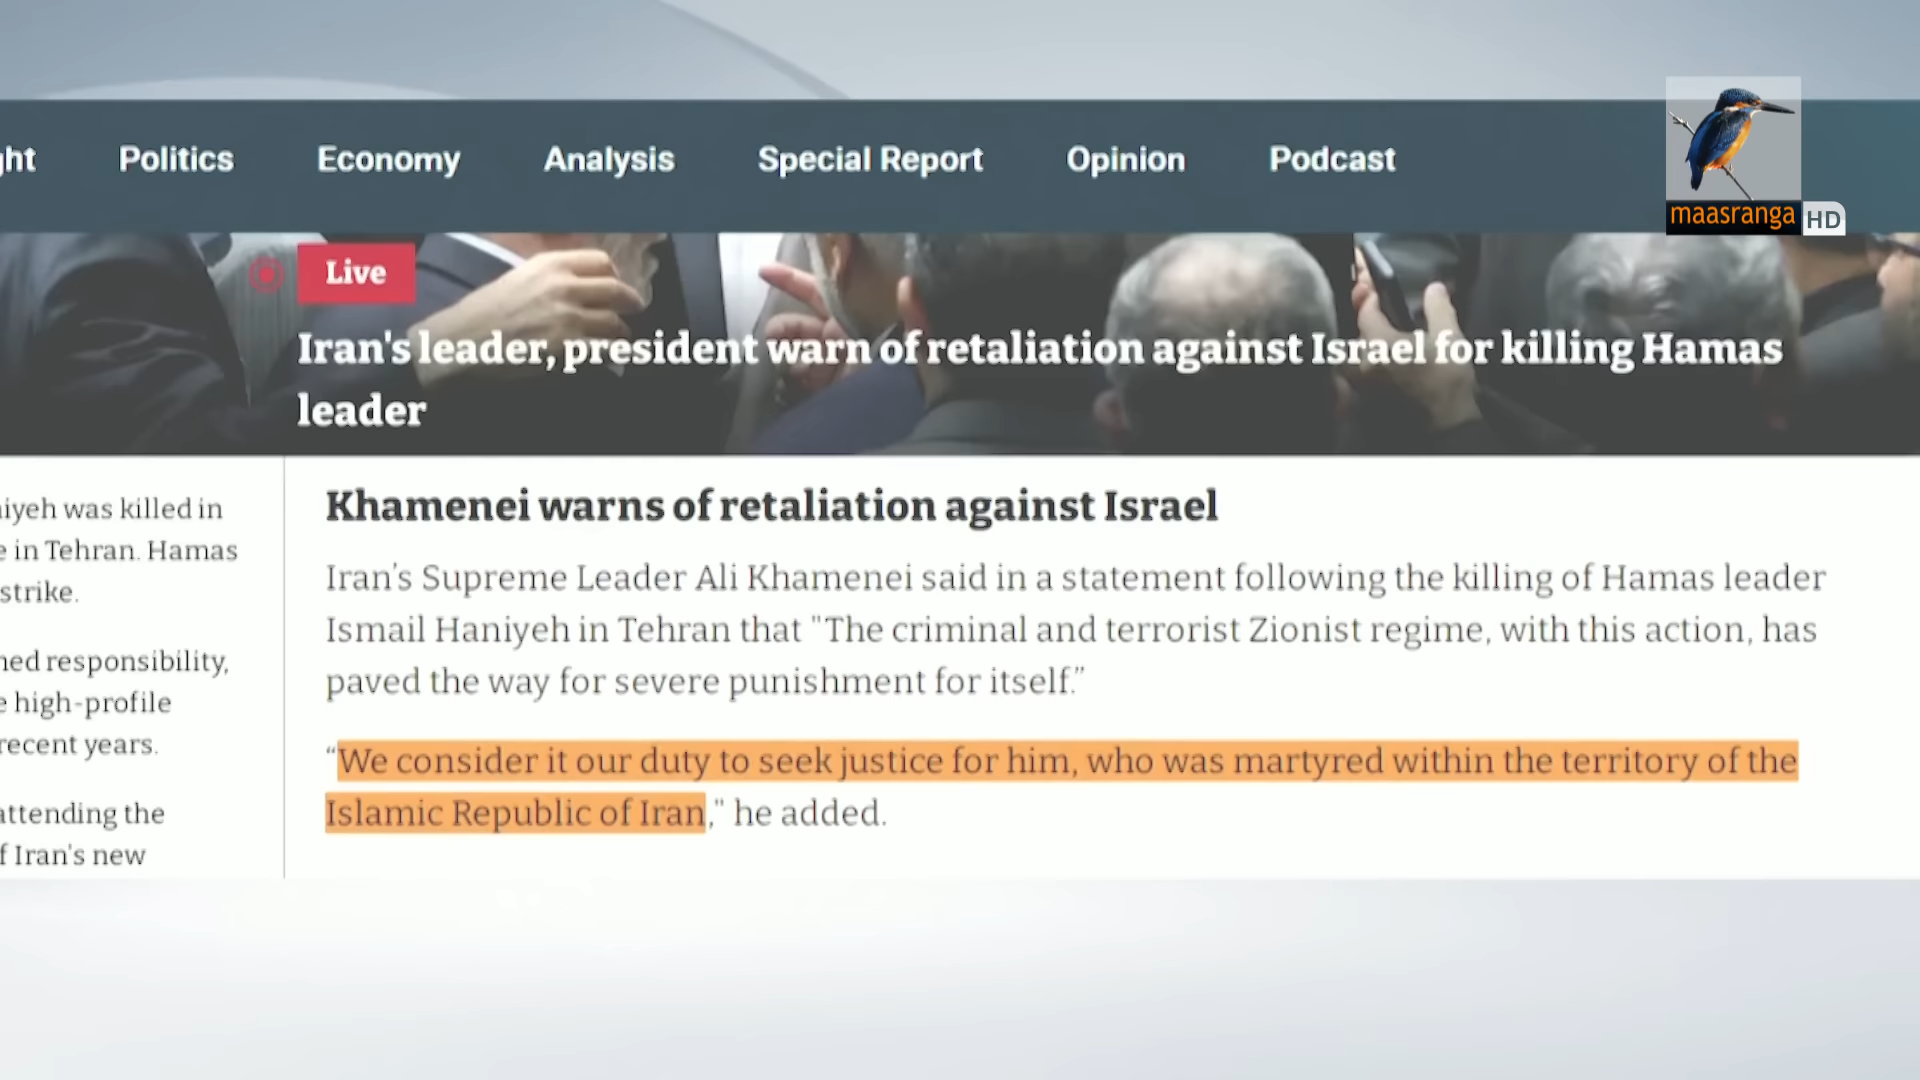 Politics Economy Analysis Special Report Opinion Podcast
maasranga HD
Live
Iran's leader, president warn of retaliation against Israel for killing Hamas
leader
was killed in
in Tehran. Hamas
strike.
responsibility,
high-profile
recent years.
attending the
Iran's new
Khamenei warns of retaliation against Israel
Iran's Supreme Leader Ali Khamenei said in a statement following the killing of Hamas leader
Ismail Haniyeh in Tehran that "The criminal and terrorist Zionist regime, with this action, has
paved the way for severe punishment for itself.”
“We consider it our duty to seek justice for him, who was martyred within the territory of the
Islamic Republic of Iran," he added.